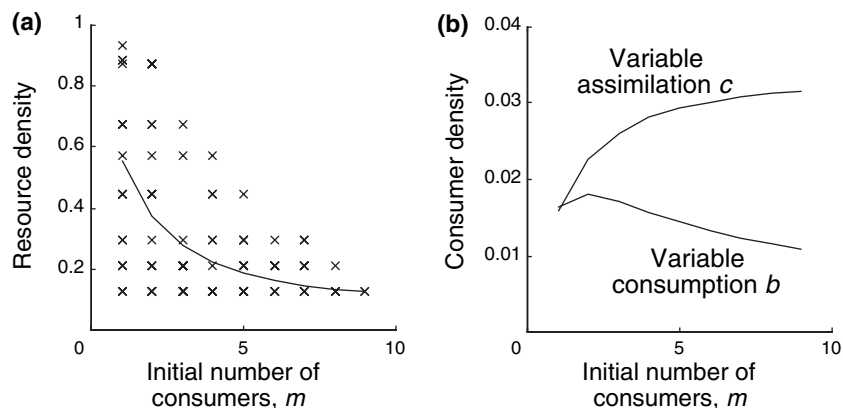 (a)
1
0.8
0.6
0.4
0.2
0
5
10
Resource density
Initial number of
consumers, m
(b)
0.04
0.03
0.02
0.01
0.00
0
5
10
Consumer density
Variable
assimilation c
Variable
consumption b
Initial number of
consumers, m